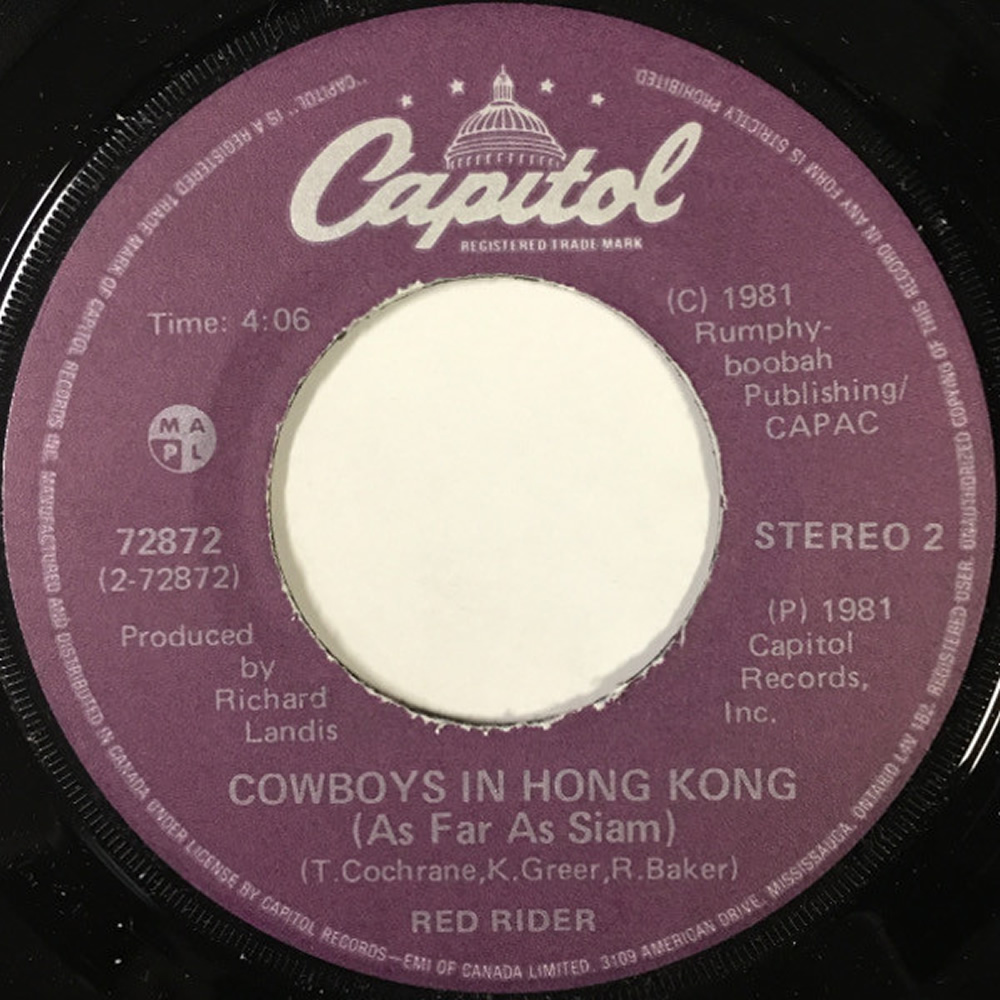 Capitol
REGISTERED TRADE MARK
Time: 4:06
(C) 1981
Rumphy-
boobah
Publishing/
CAPAC
M A
P L
72872
(2-72872)
STEREO 2
Produced
by
Richard
Landis
(P) 1981
Capitol
Records,
Inc.
COWBOYS IN HONG KONG
(As Far As Siam)
(T.Cochrane,K.Greer,R.Baker)
RED RIDER
"CAPITOL" IS A REGISTERED TRADE MARK OF CAPITOL RECORDS INC. MANUFACTURED AND DISTRIBUTED IN CANADA UNDER LICENSE BY CAPITOL RECORDS—EMI OF CANADA LIMITED. 3109 AMERICAN DRIVE, MISSISSAUGA, ONTARIO L4V 1B2. REGISTERED USER. UNAUTHORIZED COPYING OF THIS RECORD IN ANY FORM IS STRICTLY PROHIBITED